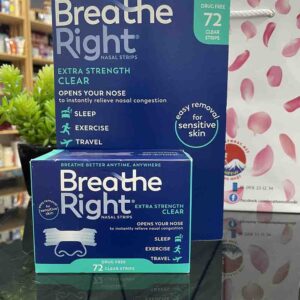 Breathe
Right
NASAL STRIPS
DRUG FREE
72
CLEAR
STRIPS
EXTRA STRENGTH
CLEAR
OPENS YOUR NOSE
to instantly relieve nasal congestion
SLEEP
EXERCISE
TRAVEL
easy removal
for
sensitive
skin
BREATHE BETTER ANYTIME, ANYWHERE
Breathe
Right
NASAL STRIPS
EXTRA STRENGTH
CLEAR
OPENS YOUR NOSE
to instantly relieve nasal congestion
SLEEP
EXERCISE
TRAVEL
DRUG FREE
72 CLEAR STRIPS